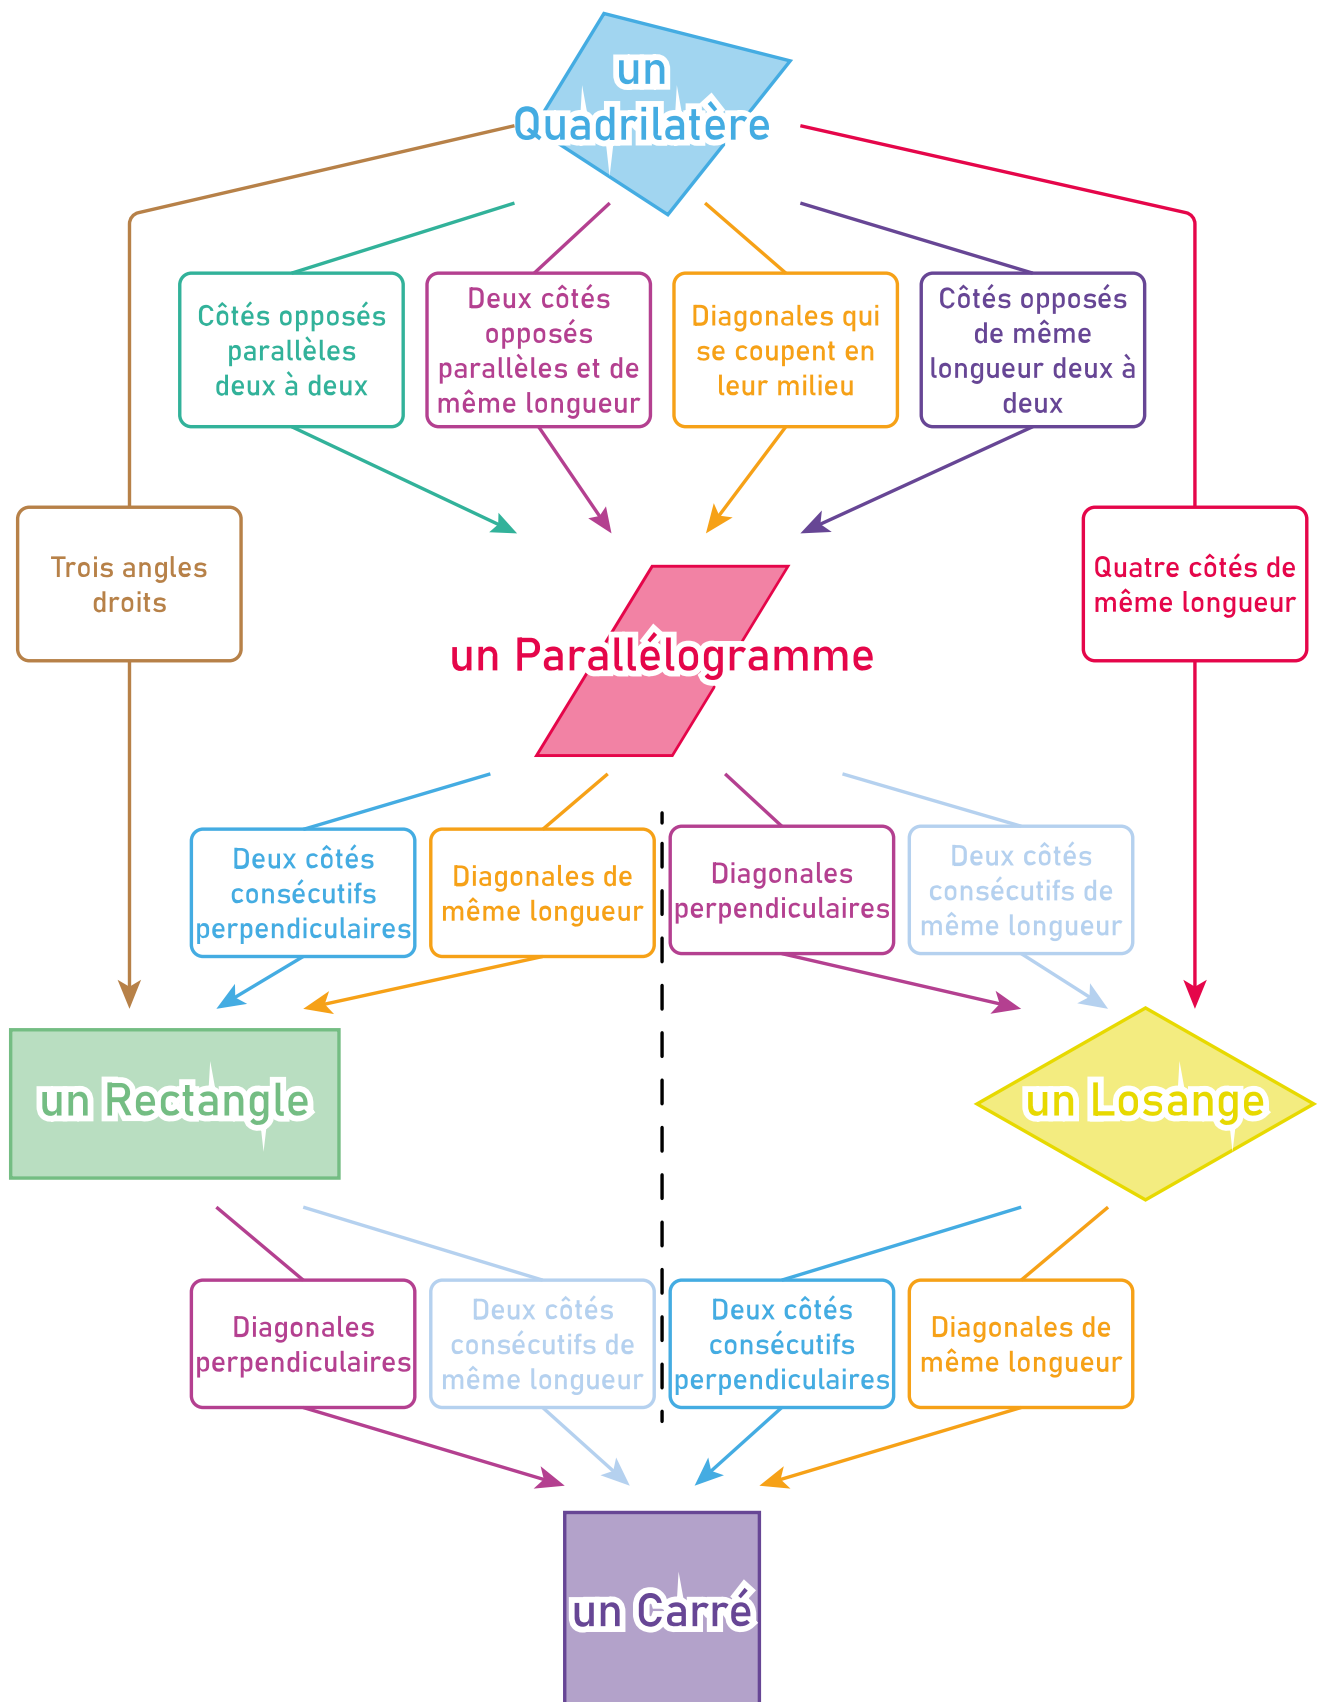 un
Quadrilatère
Côtés opposés
parallèles
deux à deux
Deux côtés
opposés
parallèles et de
même longueur
Diagonales qui
se coupent en
leur milieu
Côtés opposés
de même
longueur deux à
deux
Trois angles
droits
Quatre côtés de
même longueur
un Parallélogramme
Deux côtés
consécutifs
perpendiculaires
Diagonales de
même longueur
Diagonales
perpendiculaires
Deux côtés
consécutifs de
même longueur
un Rectangle
un Losange
Diagonales
perpendiculaires
Deux côtés
consécutifs de
même longueur
Deux côtés
consécutifs
perpendiculaires
Diagonales de
même longueur
un Carré